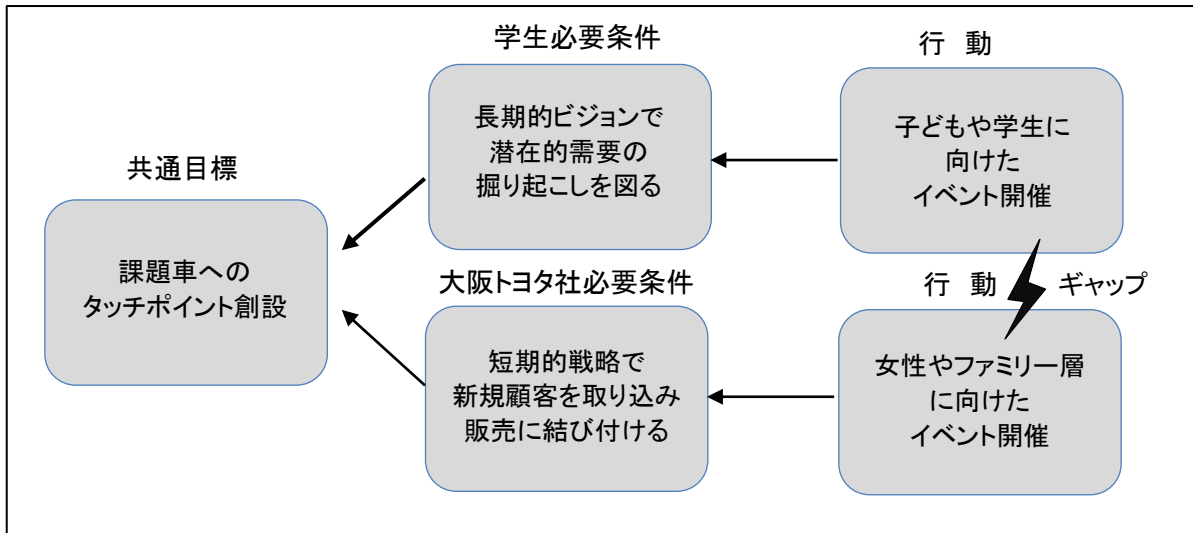 学生必要条件
行 動
長期的ビジョンで
潜在的需要の
掘り起こしを図る
子どもや学生に
向けた
イベント開催
共通目標
課題車への
タッチポイント創設
大阪トヨタ社必要条件
行 動
ギャップ
短期的戦略で
新規顧客を取り込み
販売に結び付ける
女性やファミリー層
に向けた
イベント開催